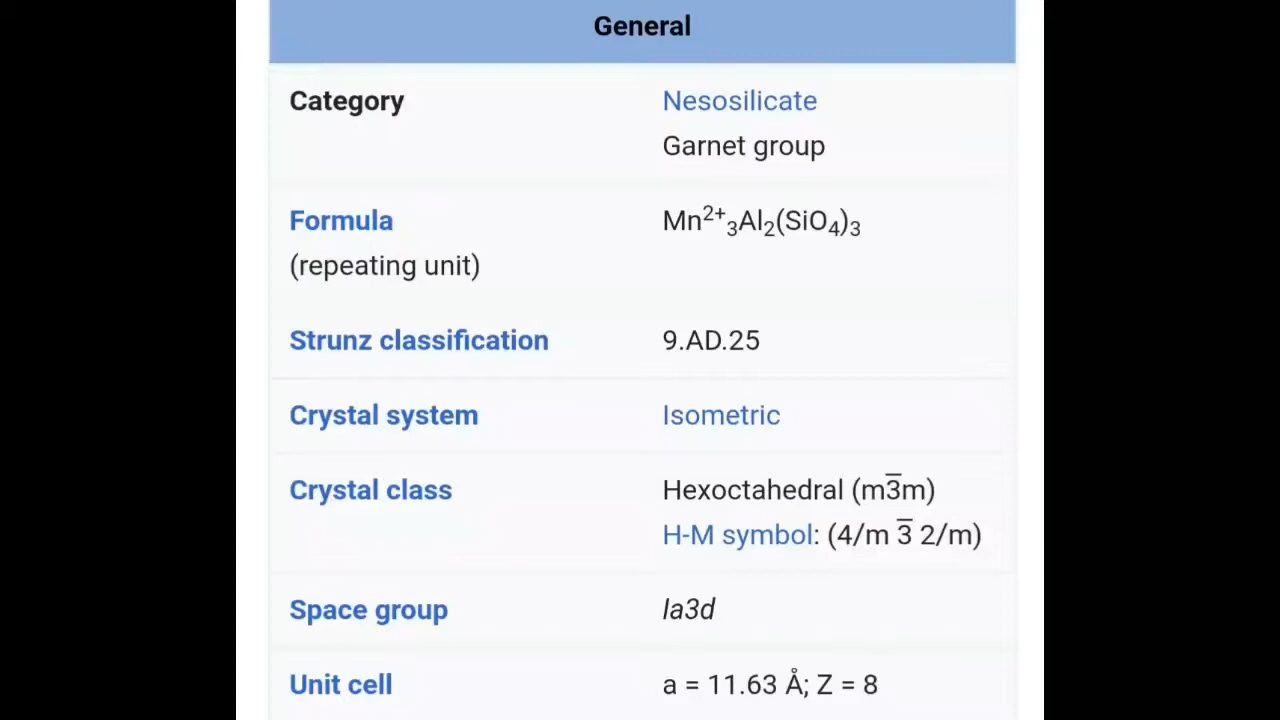 General
Category Nesosilicate
Garnet group
Formula Mn²⁺₃Al₂(SiO₄)₃
(repeating unit)
Strunz classification 9.AD.25
Crystal system Isometric
Crystal class Hexoctahedral (m3̅m)
H-M symbol: (4/m 3̅ 2/m)
Space group Ia3d
Unit cell a = 11.63 Å; Z = 8